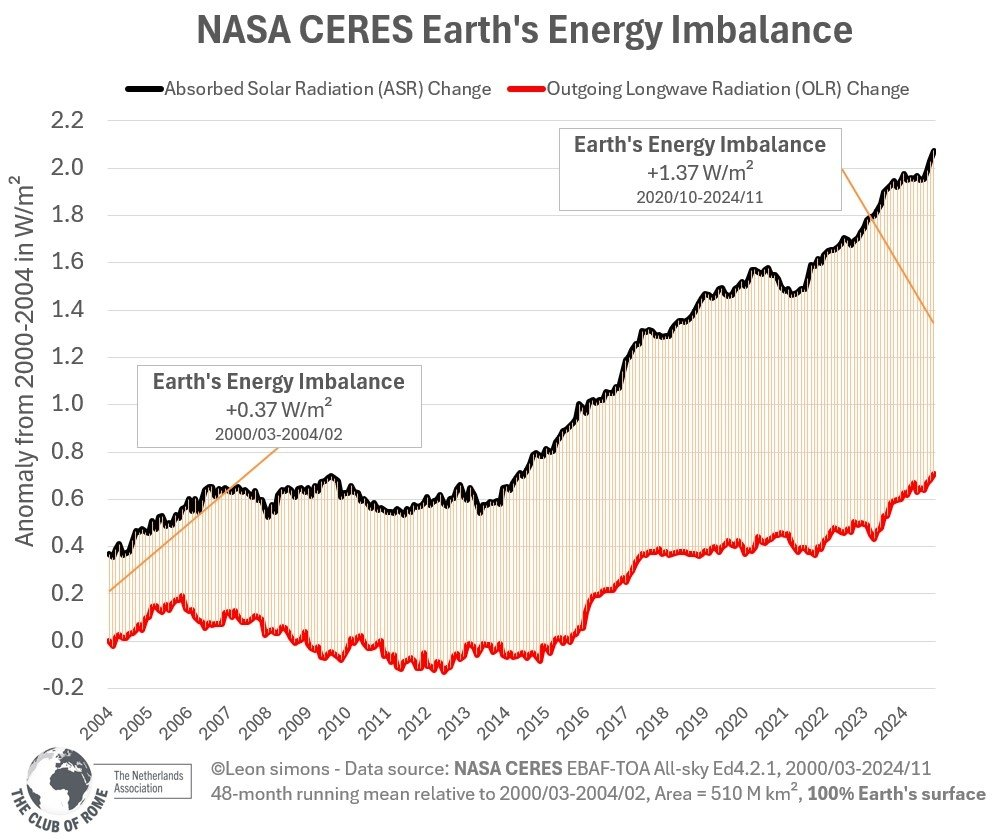 NASA CERES Earth's Energy Imbalance
Absorbed Solar Radiation (ASR) Change
Outgoing Longwave Radiation (OLR) Change
Anomaly from 2000-2004 in W/m²
2.2
2.0
1.8
1.6
1.4
1.2
1.0
0.8
0.6
0.4
0.2
0.0
-0.2
Earth's Energy Imbalance
+1.37 W/m²
2020/10-2024/11
Earth's Energy Imbalance
+0.37 W/m²
2000/03-2004/02
2004
2005
2006
2007
2008
2009
2010
2011
2012
2013
2014
2015
2016
2017
2018
2019
2020
2021
2022
2023
2024
THE CLUB OF ROME
The Netherlands
Association
©Leon simons - Data source: NASA CERES EBAF-TOA All-sky Ed4.2.1, 2000/03-2024/11
48-month running mean relative to 2000/03-2004/02, Area = 510 M km², 100% Earth's surface